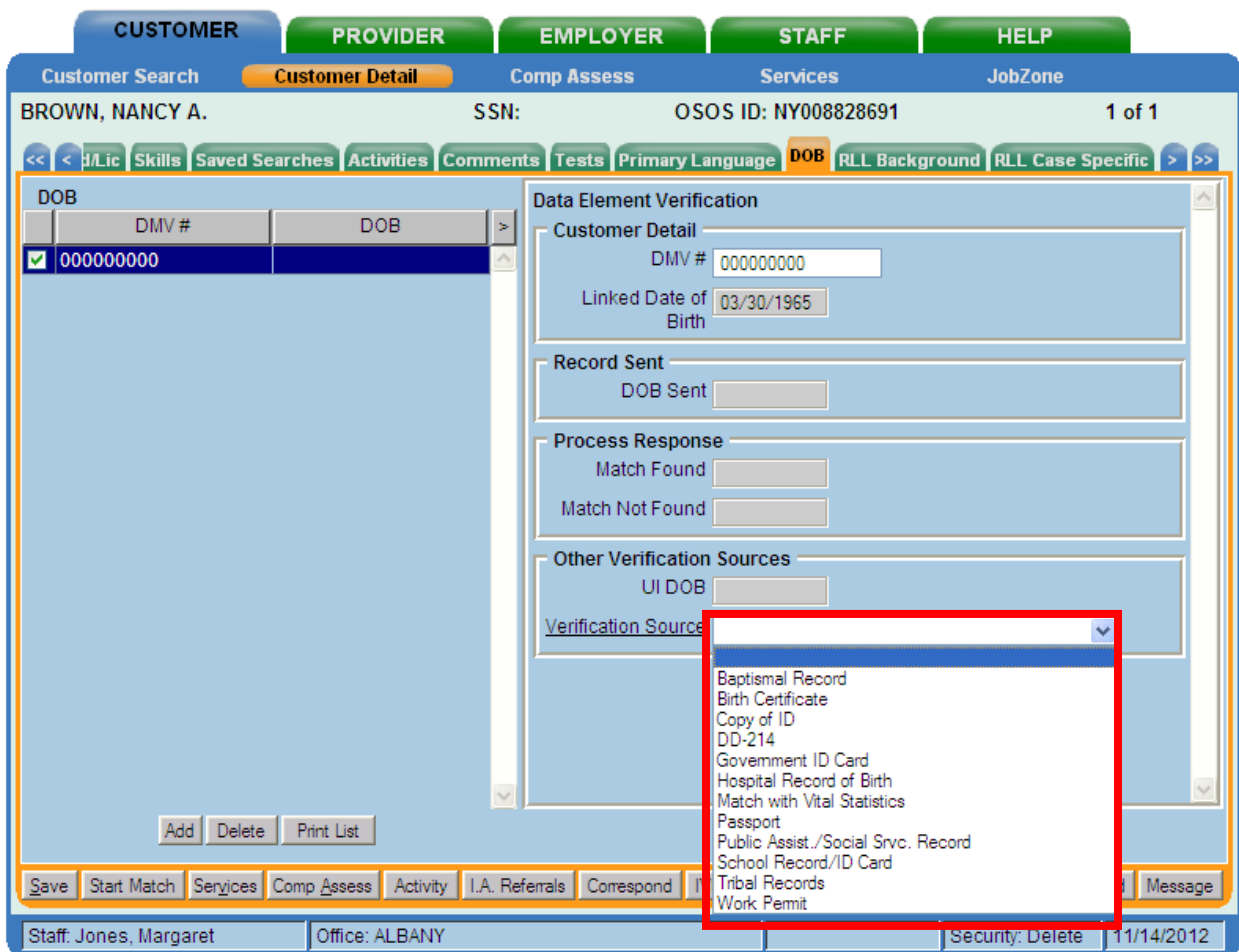 CUSTOMER PROVIDER EMPLOYER STAFF HELP
Customer Search Customer Detail Comp Assess Services JobZone
BROWN, NANCY A. SSN: OSOS ID: NY008828691 1 of 1
<< < d/Lic Skills Saved Searches Activities Comments Tests Primary Language DOB RLL Background RLL Case Specific > >>
DOB
DMV # DOB >
000000000
Data Element Verification
Customer Detail
DMV # 000000000
Linked Date of 03/30/1965
Birth
Record Sent
DOB Sent
Process Response
Match Found
Match Not Found
Other Verification Sources
UI DOB
Verification Source
Baptismal Record
Birth Certificate
Copy of ID
DD-214
Government ID Card
Hospital Record of Birth
Match with Vital Statistics
Passport
Public Assist./Social Srvc. Record
School Record/ID Card
Tribal Records
Work Permit
Add Delete Print List
Save Start Match Services Comp Assess Activity I.A. Referrals Correspond Message
Staff: Jones, Margaret Office: ALBANY Security: Delete 11/14/2012